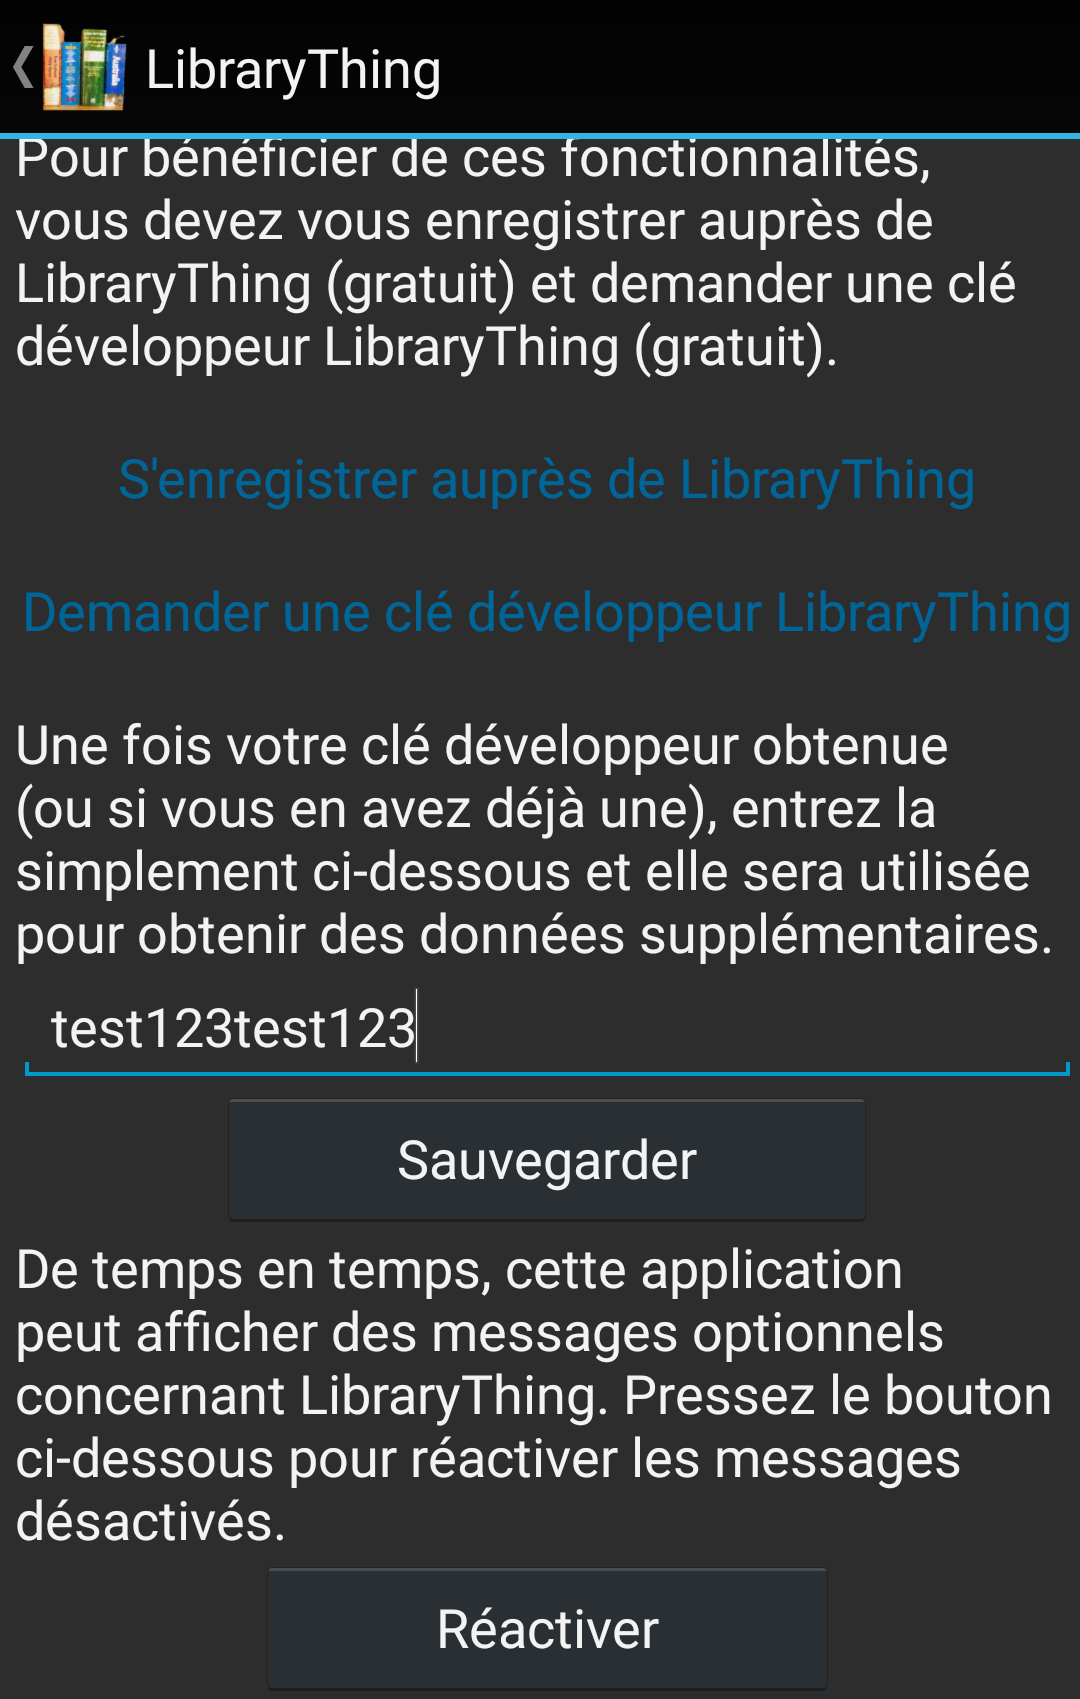 LibraryThing
Pour bénéficier de ces fonctionnalités,
vous devez vous enregistrer auprès de
LibraryThing (gratuit) et demander une clé
développeur LibraryThing (gratuit).
S'enregistrer auprès de LibraryThing
Demander une clé développeur LibraryThing
Une fois votre clé développeur obtenue
(ou si vous en avez déjà une), entrez la
simplement ci-dessous et elle sera utilisée
pour obtenir des données supplémentaires.
test123test123
Sauvegarder
De temps en temps, cette application
peut afficher des messages optionnels
concernant LibraryThing. Pressez le bouton
ci-dessous pour réactiver les messages
désactivés.
Réactiver